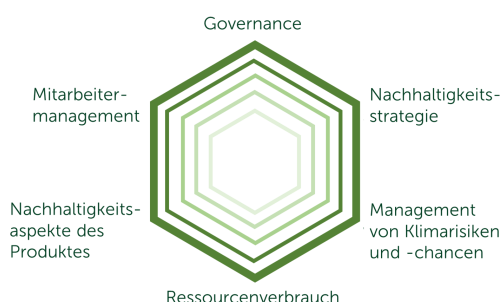 Governance
Mitarbeiter-
management
Nachhaltigkeits-
strategie
Nachhaltigkeits-
aspekte des
Produktes
Management
von Klimarisiken
und -chancen
Ressourcenverbrauch